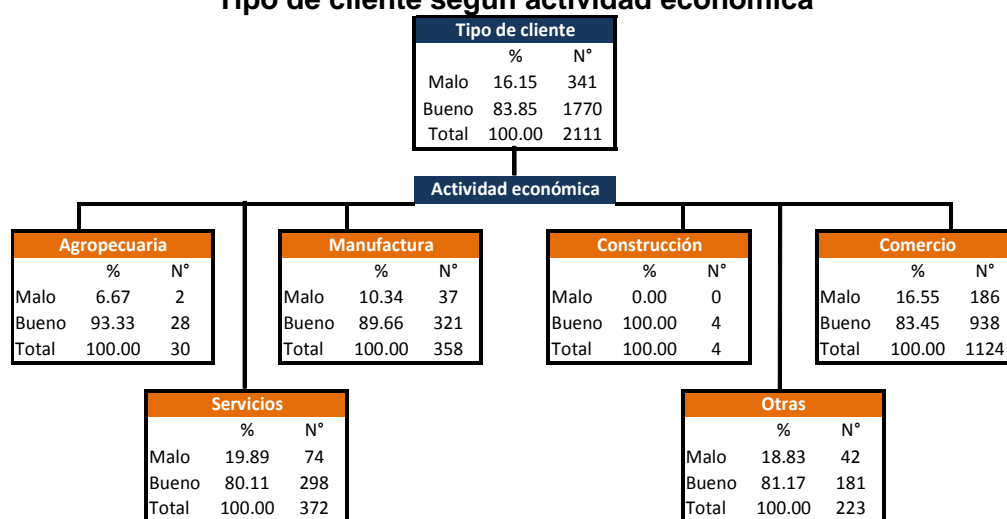 Tipo de cliente según actividad económica
Tipo de cliente
% N°
Malo 16.15 341
Bueno 83.85 1770
Total 100.00 2111
Actividad económica
Agropecuaria
% N°
Malo 6.67 2
Bueno 93.33 28
Total 100.00 30
Manufactura
% N°
Malo 10.34 37
Bueno 89.66 321
Total 100.00 358
Construcción
% N°
Malo 0.00 0
Bueno 100.00 4
Total 100.00 4
Comercio
% N°
Malo 16.55 186
Bueno 83.45 938
Total 100.00 1124
Servicios
% N°
Malo 19.89 74
Bueno 80.11 298
Total 100.00 372
Otras
% N°
Malo 18.83 42
Bueno 81.17 181
Total 100.00 223